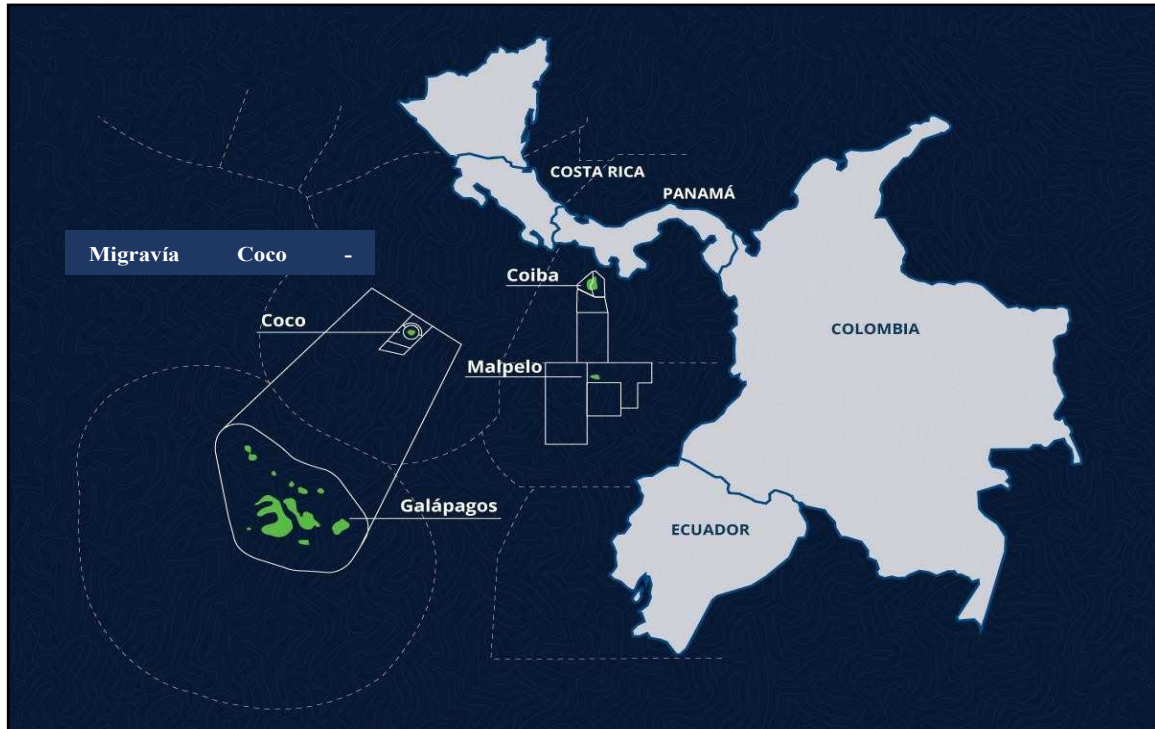 COSTA RICA
PANAMÁ
Migravía Coco -
Coiba
Coco
COLOMBIA
Malpelo
Galápagos
ECUADOR